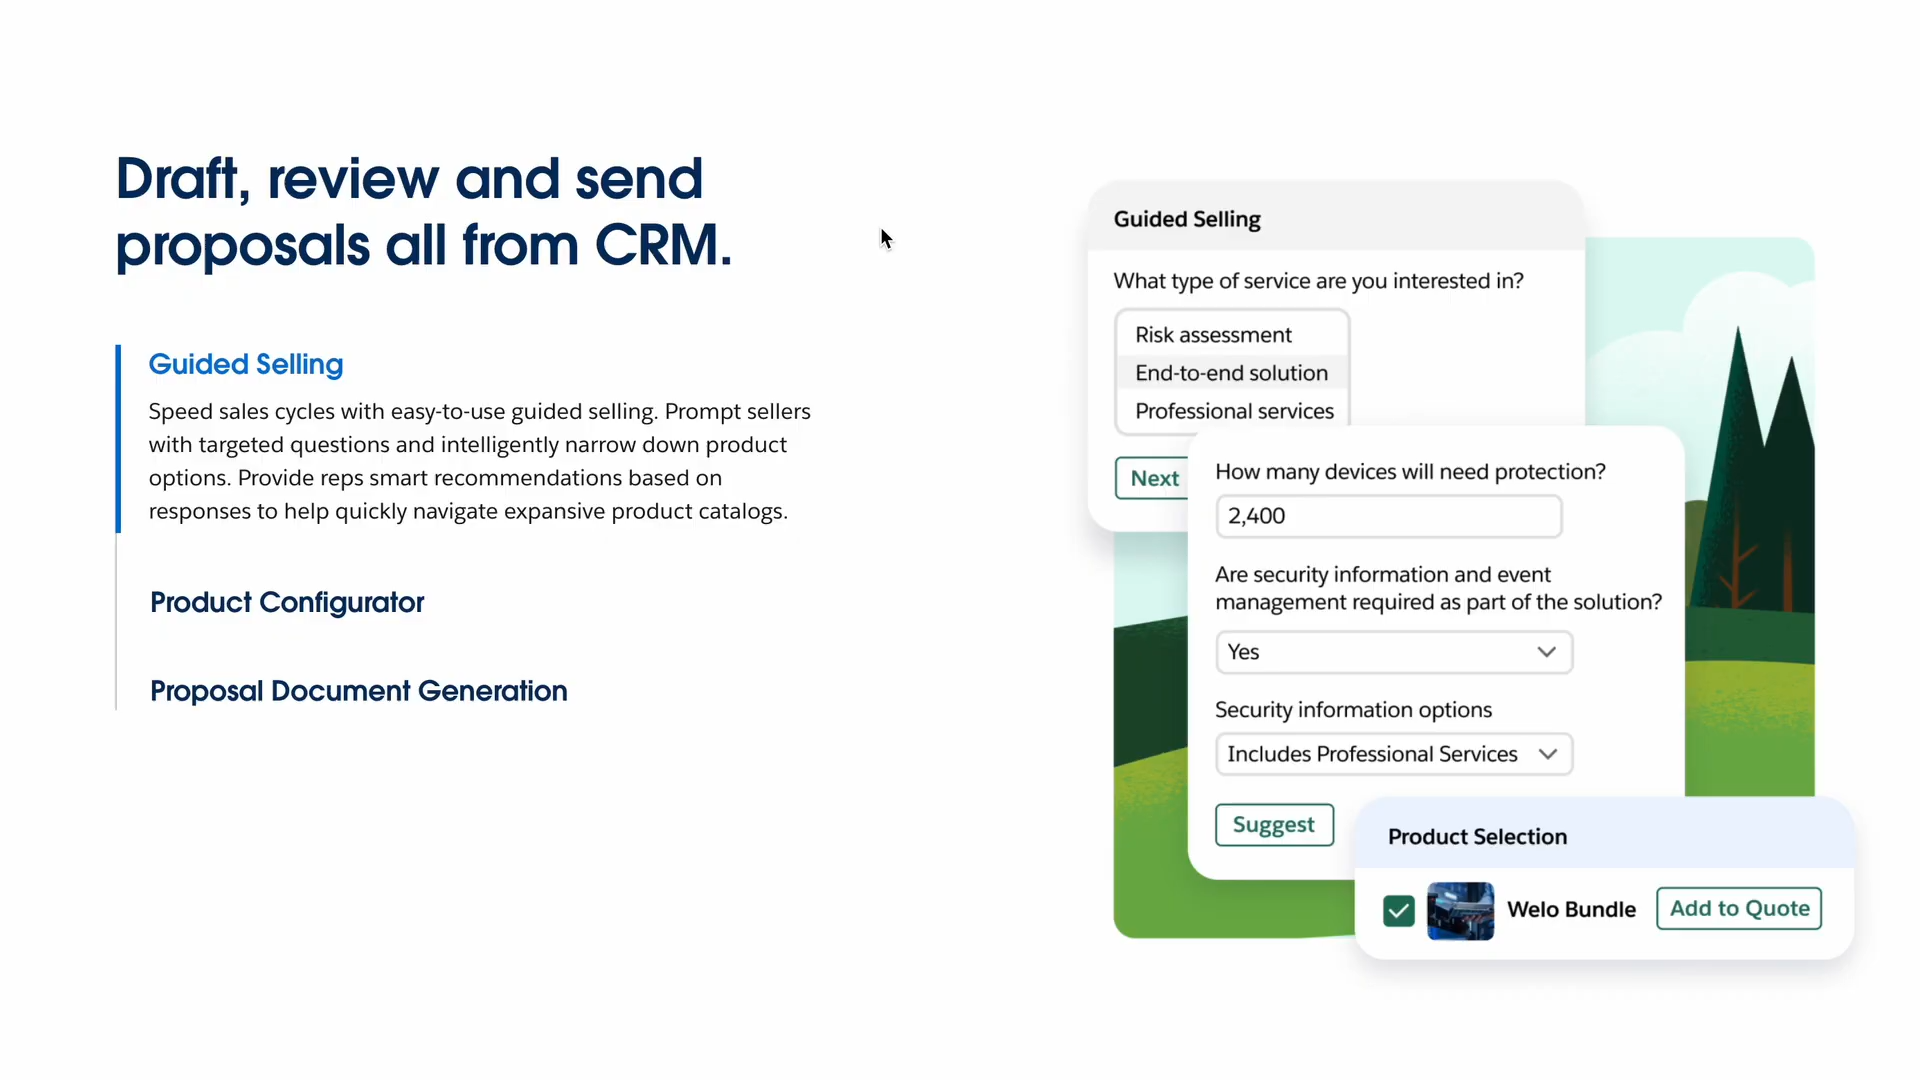 Draft, review and send
proposals all from CRM.
Guided Selling
Speed sales cycles with easy-to-use guided selling. Prompt sellers
with targeted questions and intelligently narrow down product
options. Provide reps smart recommendations based on
responses to help quickly navigate expansive product catalogs.
Product Configurator
Proposal Document Generation
Guided Selling
What type of service are you interested in?
Risk assessment
End-to-end solution
Professional services
Next
How many devices will need protection?
2,400
Are security information and event
management required as part of the solution?
Yes
Security information options
Includes Professional Services
Suggest
Product Selection
Welo Bundle
Add to Quote